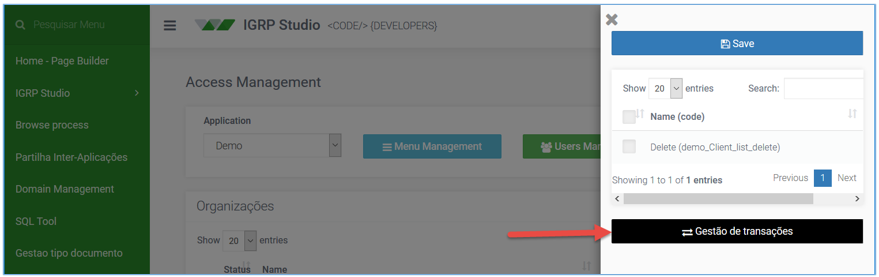 Pesquisar Menu
Home - Page Builder
IGRP Studio
Browse process
Partilha Inter-Aplicações
Domain Management
SQL Tool
Gestao tipo documento
IGRP Studio <CODE/> {DEVELOPERS}
Access Management
Application
Demo
Menu Management
Users Man
Organizações
Show 20 entries
Status Name
Save
Show 20 entries Search:
Name (code)
Delete (demo_Client_list_delete)
Showing 1 to 1 of 1 entries Previous 1 Next
Gestão de transações